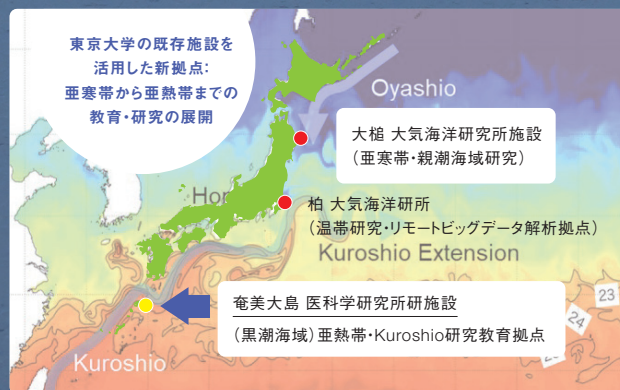 東京大学の既存施設を
活用した新拠点：
亜寒帯から亜熱帯までの
教育・研究の展開
Oyashio
大槌 大気海洋研究所施設
（亜寒帯・親潮海域研究）
Hon
柏 大気海洋研所
（温帯研究・リモートビッグデータ解析拠点）
Kuroshio Extension
奄美大島 医科学研究所研施設
（黒潮海域）亜熱帯・Kuroshio研究教育拠点
23
24
Kuroshio